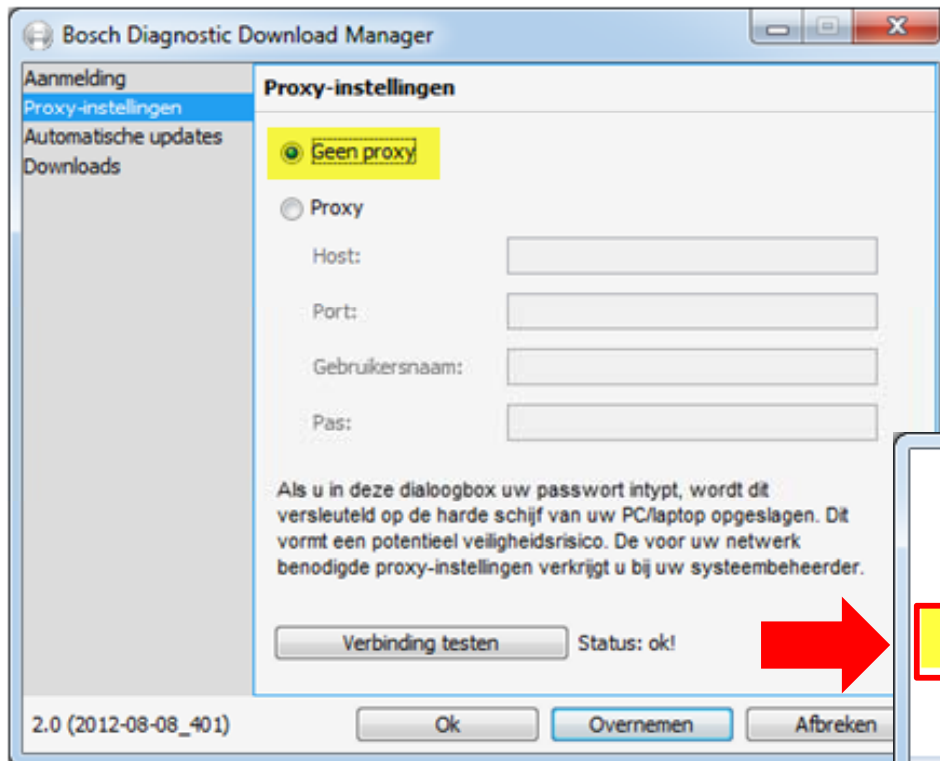 Bosch Diagnostic Download Manager
Aanmelding
Proxy-instellingen
Automatische updates
Downloads
Proxy-instellingen
Geen proxy
Proxy
Host:
Port:
Gebruikersnaam:
Pas:
Als u in deze dialoogbox uw passwort intypt, wordt dit
versleuteld op de harde schijf van uw PC/laptop opgeslagen. Dit
vormt een potentieel veiligheidsrisico. De voor uw netwerk
benodigde proxy-instellingen verkrijgt u bij uw systeembeheerder.
Verbinding testen Status: ok!
2.0 (2012-08-08_401) Ok Overnemen Afbreken